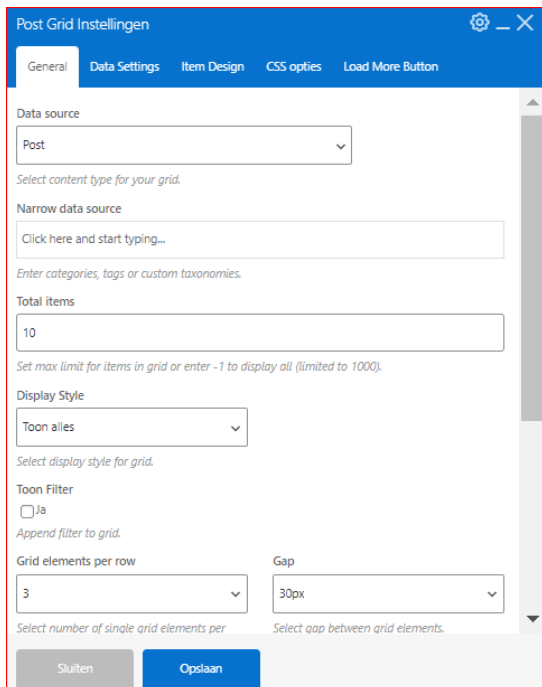 Post Grid Instellingen
General Data Settings Item Design CSS opties Load More Button
Data source
Post
Select content type for your grid.
Narrow data source
Click here and start typing...
Enter categories, tags or custom taxonomies.
Total items
10
Set max limit for items in grid or enter -1 to display all (limited to 1000).
Display Style
Toon alles
Select display style for grid.
Toon Filter
Ja
Append filter to grid.
Grid elements per row Gap
3 30px
Select number of single grid elements per Select gap between grid elements.
Sluiten Opslaan